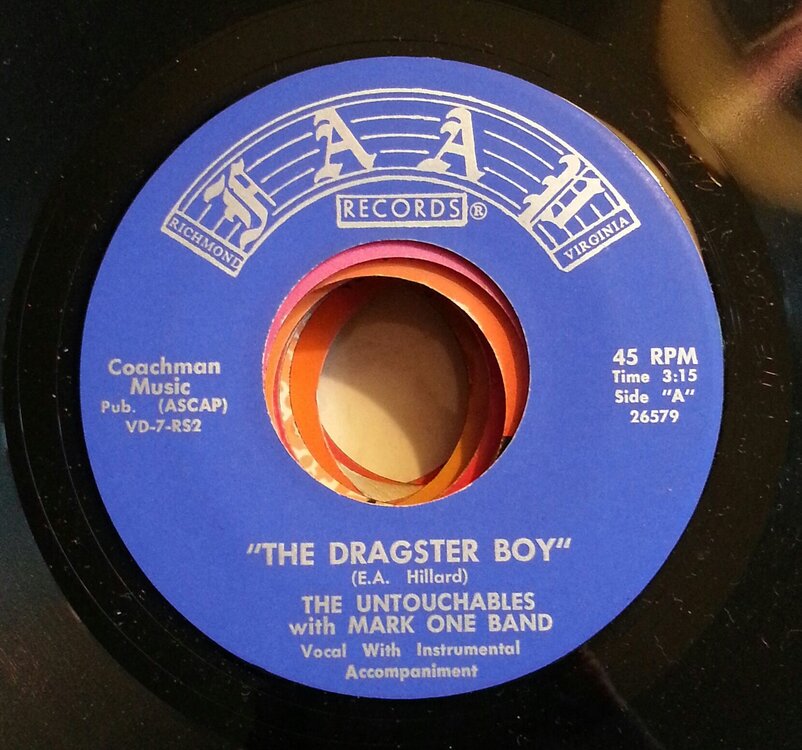 FAAH
RECORDS®
RICHMOND
VIRGINIA
Coachman
Music
Pub. (ASCAP)
VD-7-RS2
45 RPM
Time 3:15
Side "A"
26579
"THE DRAGSTER BOY"
(E.A. Hillard)
THE UNTOUCHABLES
with MARK ONE BAND
Vocal With Instrumental
Accompaniment